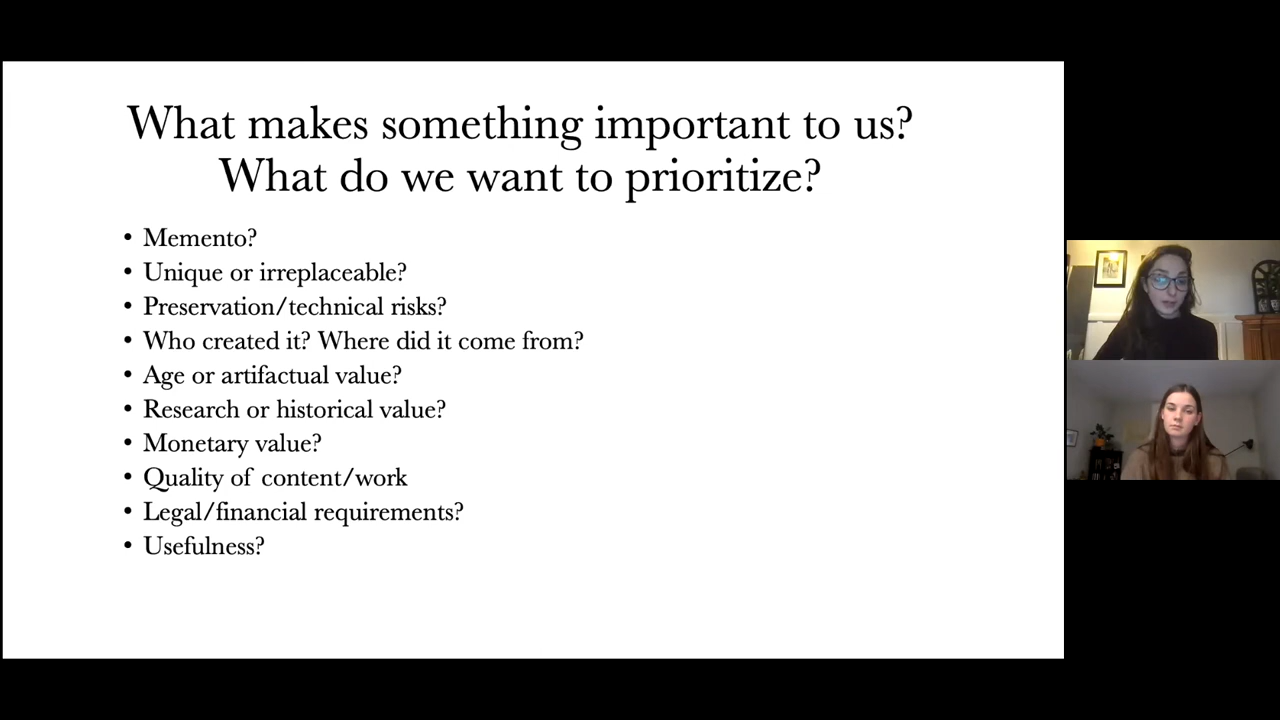 What makes something important to us?
What do we want to prioritize?
• Memento?
• Unique or irreplaceable?
• Preservation/technical risks?
• Who created it? Where did it come from?
• Age or artifactual value?
• Research or historical value?
• Monetary value?
• Quality of content/work
• Legal/financial requirements?
• Usefulness?